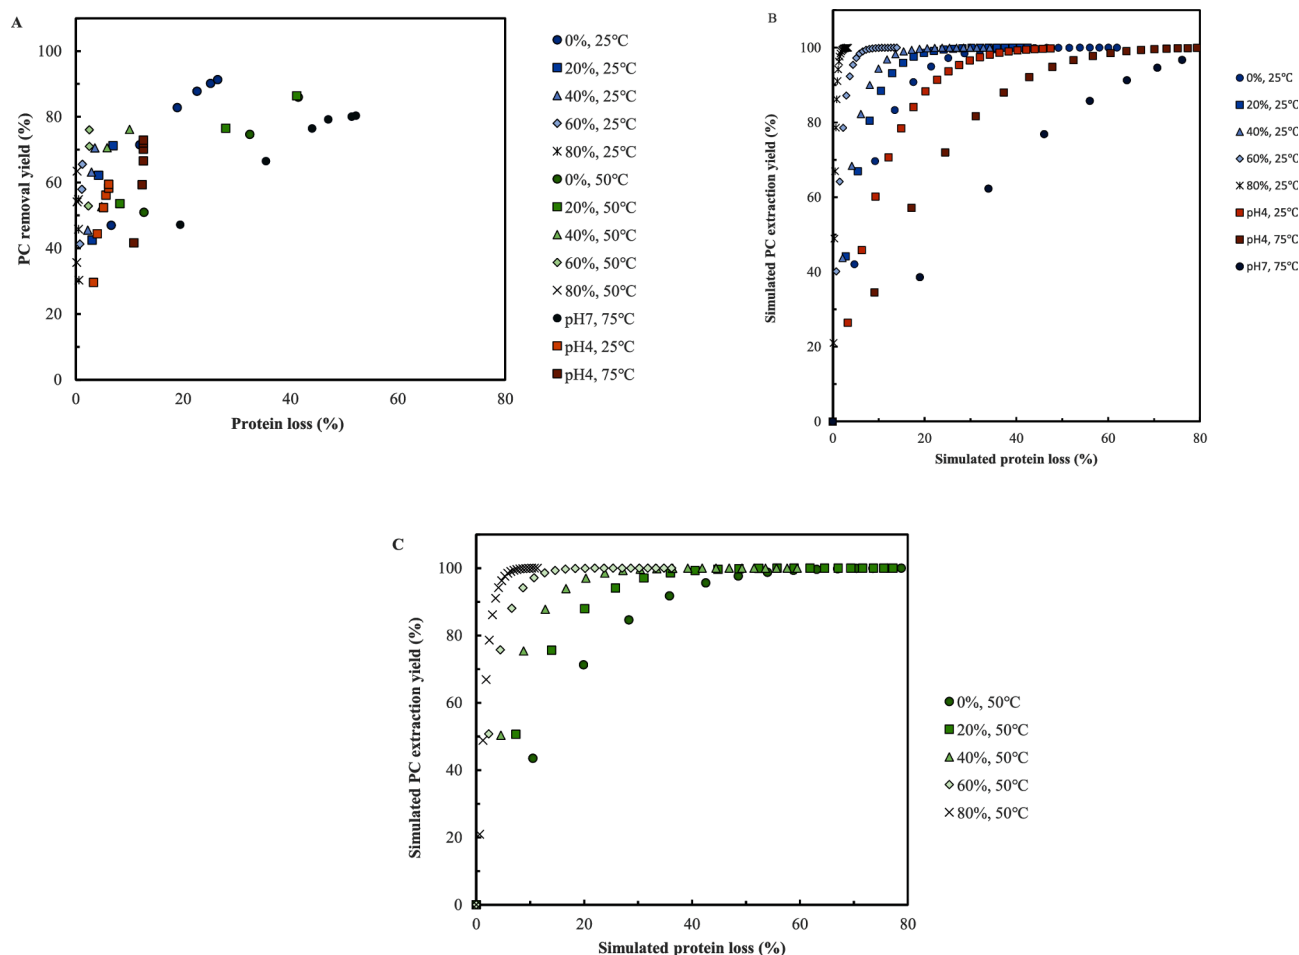 A
PC removal yield (%)
100
80
60
40
20
0
0 20 40 60 80
Protein loss (%)
0%, 25℃
20%, 25℃
40%, 25℃
60%, 25℃
80%, 25℃
0%, 50℃
20%, 50℃
40%, 50℃
60%, 50℃
80%, 50℃
pH7, 75℃
pH4, 25℃
pH4, 75℃
B
Simulated PC extraction yield (%)
100
80
60
40
20
0
0 20 40 60 80
Simulated protein loss (%)
0%, 25℃
20%, 25℃
40%, 25℃
60%, 25℃
80%, 25℃
pH4, 25℃
pH4, 75℃
pH7, 75℃
C
Simulated PC extraction yield (%)
100
80
60
40
20
0
0 20 40 60 80
Simulated protein loss (%)
0%, 50℃
20%, 50℃
40%, 50℃
60%, 50℃
80%, 50℃